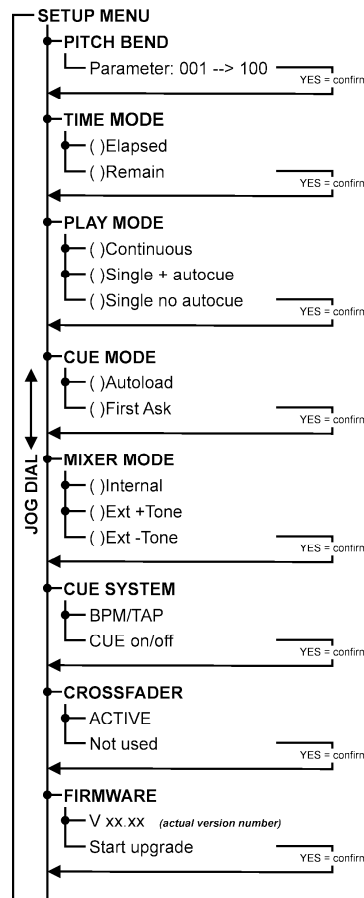 SETUP MENU
PITCH BEND
Parameter: 001 --> 100
YES = confirm
TIME MODE
( )Elapsed
( )Remain
YES = confirm
PLAY MODE
( )Continuous
( )Single + autocue
( )Single no autocue
YES = confirm
CUE MODE
( )Autoload
( )First Ask
YES = confirm
JOG DIAL
MIXER MODE
( )Internal
( )Ext +Tone
( )Ext -Tone
YES = confirm
CUE SYSTEM
BPM/TAP
CUE on/off
YES = confirm
CROSSFADER
ACTIVE
Not used
YES = confirm
FIRMWARE
V xx.xx (actual version number)
Start upgrade
YES = confirm